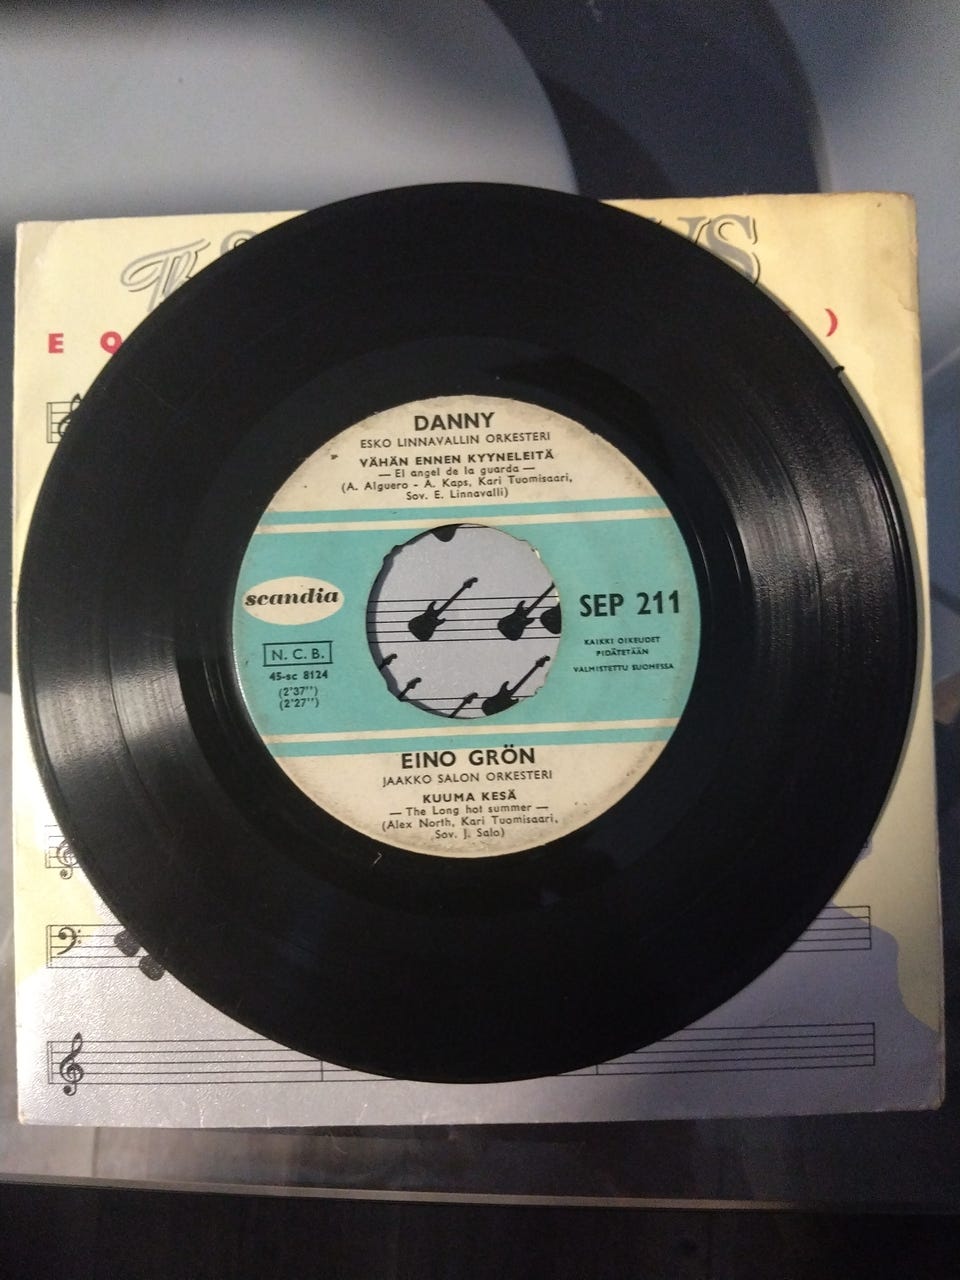 E
)
DANNY
ESKO LINNAVALLIN ORKESTERI
VÄHÄN ENNEN KYYNELEITÄ
— El angel de la guarda —
(A. Alguero - A. Kaps, Kari Tuomisaari,
Sov. E. Linnavalli)
scandia
SEP 211
N. C. B.
45-sc 8124
(2'37'')
(2'27'')
KAIKKI OIKEUDET
PIDÄTETÄÄN
VALMISTETTU SUOMESSA
EINO GRÖN
JAAKKO SALON ORKESTERI
KUUMA KESÄ
— The Long hot summer —
(Alex North, Kari Tuomisaari,
Sov. J. Salo)